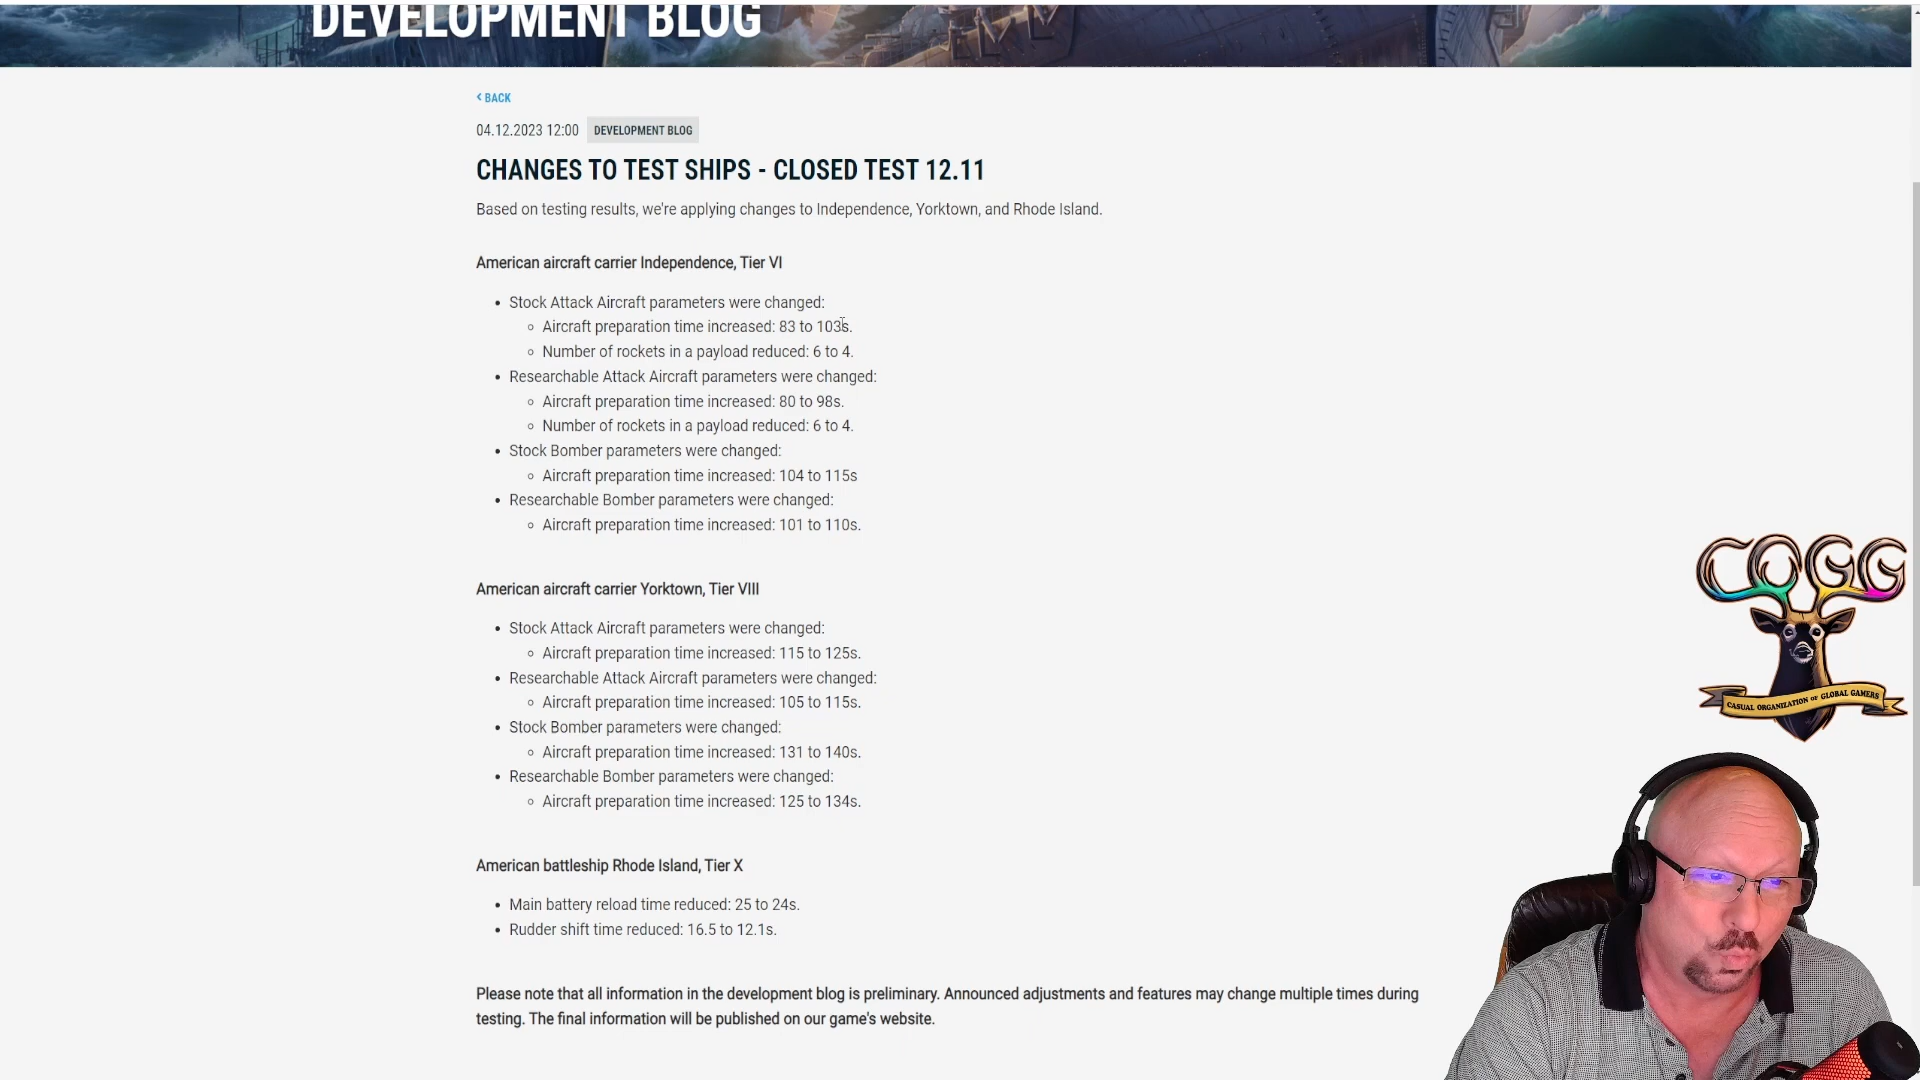 DEVELOPMENT BLOG
BACK
04.12.2023 12:00 DEVELOPMENT BLOG
CHANGES TO TEST SHIPS - CLOSED TEST 12.11
Based on testing results, we're applying changes to Independence, Yorktown, and Rhode Island.
American aircraft carrier Independence, Tier VI
Stock Attack Aircraft parameters were changed:
Aircraft preparation time increased: 83 to 103s.
Number of rockets in a payload reduced: 6 to 4.
Researchable Attack Aircraft parameters were changed:
Aircraft preparation time increased: 80 to 98s.
Number of rockets in a payload reduced: 6 to 4.
Stock Bomber parameters were changed:
Aircraft preparation time increased: 104 to 115s
Researchable Bomber parameters were changed:
Aircraft preparation time increased: 101 to 110s.
American aircraft carrier Yorktown, Tier VIII
Stock Attack Aircraft parameters were changed:
Aircraft preparation time increased: 115 to 125s.
Researchable Attack Aircraft parameters were changed:
Aircraft preparation time increased: 105 to 115s.
Stock Bomber parameters were changed:
Aircraft preparation time increased: 131 to 140s.
Researchable Bomber parameters were changed:
Aircraft preparation time increased: 125 to 134s.
American battleship Rhode Island, Tier X
Main battery reload time reduced: 25 to 24s.
Rudder shift time reduced: 16.5 to 12.1s.
Please note that all information in the development blog is preliminary. Announced adjustments and features may change multiple times during
testing. The final information will be published on our game's website.
COGG
CASUAL ORGANIZATION OF GLOBAL GAMERS